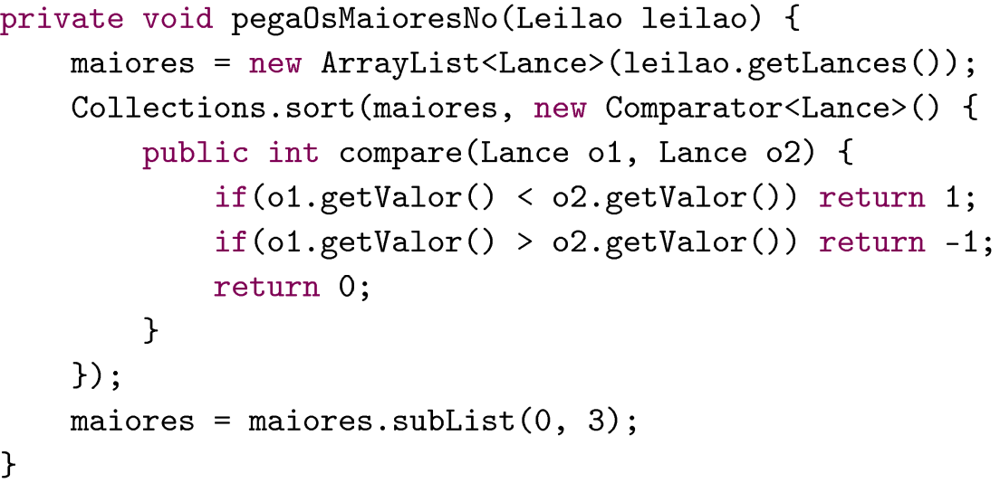 private void pegaOsMaioresNo(Leilao leilao) {
    maiores = new ArrayList<Lance>(leilao.getLances());
    Collections.sort(maiores, new Comparator<Lance>() {
        public int compare(Lance o1, Lance o2) {
            if(o1.getValor() < o2.getValor()) return 1;
            if(o1.getValor() > o2.getValor()) return -1;
            return 0;
        }
    });
    maiores = maiores.subList(0, 3);
}